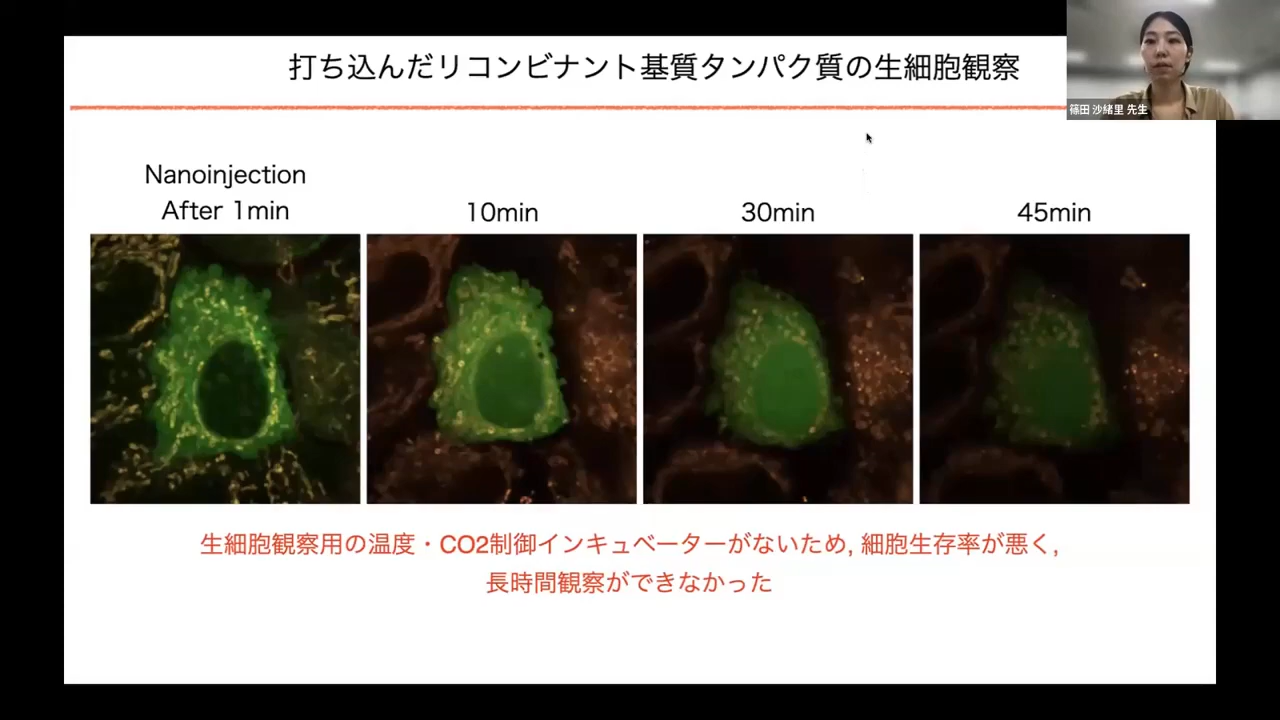 打ち込んだリコンビナント基質タンパク質の生細胞観察
篠田 沙緒里 先生
Nanoinjection
After 1min
10min
30min
45min
生細胞観察用の温度・CO2制御インキュベーターがないため, 細胞生存率が悪く,
長時間観察ができなかった